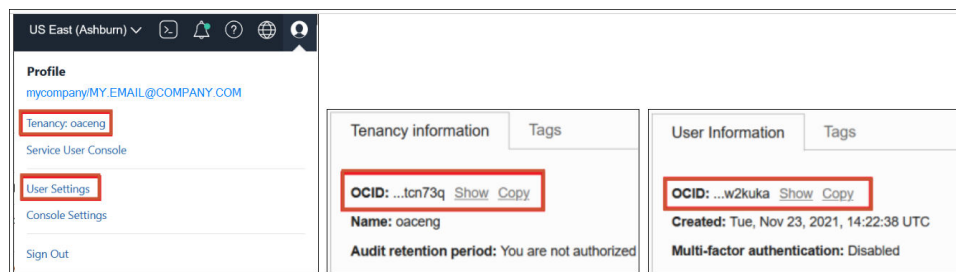 US East (Ashburn)
Profile
mycompany/MY.EMAIL@COMPANY.COM
Tenancy: oaceng
Service User Console
User Settings
Console Settings
Sign Out
Tenancy information Tags
OCID: ...tcn73q Show Copy
Name: oaceng
Audit retention period: You are not authorized
User Information Tags
OCID: ...w2kuka Show Copy
Created: Tue, Nov 23, 2021, 14:22:38 UTC
Multi-factor authentication: Disabled